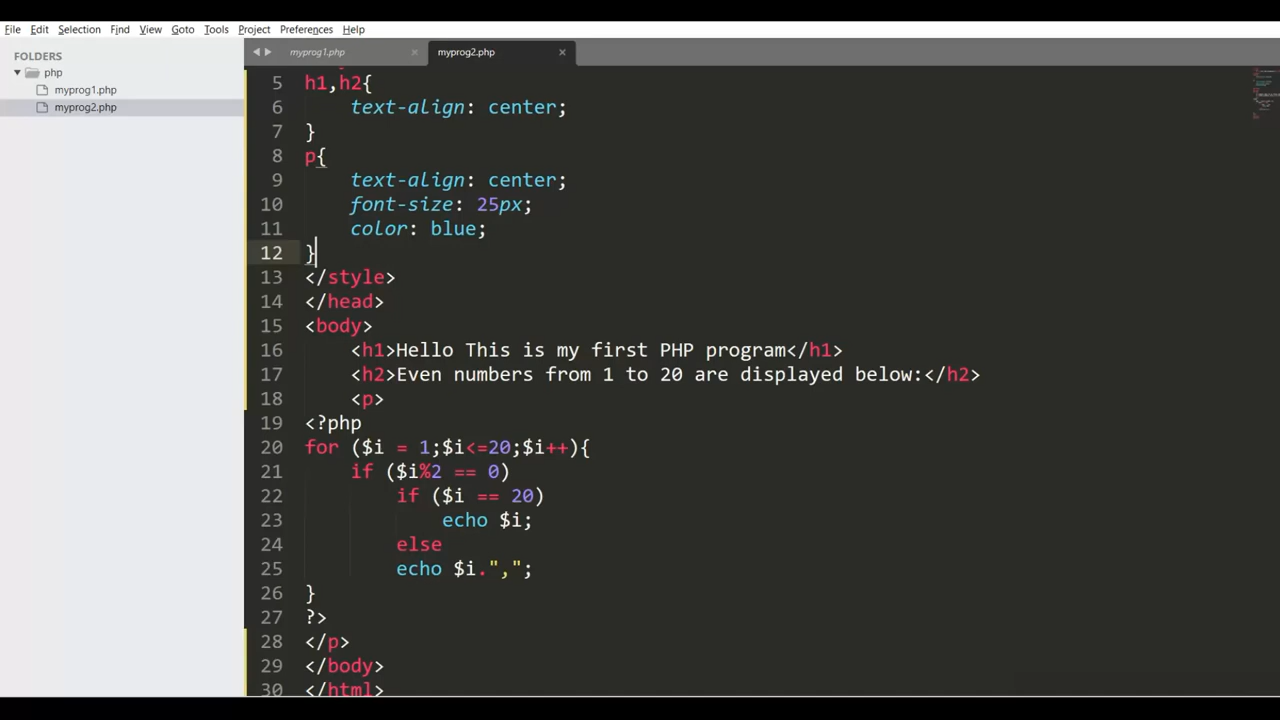 File Edit Selection Find View Goto Tools Project Preferences Help
FOLDERS
php
myprog1.php
myprog2.php
myprog1.php × myprog2.php ×
5 h1,h2{
6 text-align: center;
7 }
8 p{
9 text-align: center;
10 font-size: 25px;
11 color: blue;
12 }
13 </style>
14 </head>
15 <body>
16 <h1>Hello This is my first PHP program</h1>
17 <h2>Even numbers from 1 to 20 are displayed below:</h2>
18 <p>
19 <?php
20 for ($i = 1;$i<=20;$i++){
21 if ($i%2 == 0)
22 if ($i == 20)
23 echo $i;
24 else
25 echo $i.",";
26 }
27 ?>
28 </p>
29 </body>
30 </html>